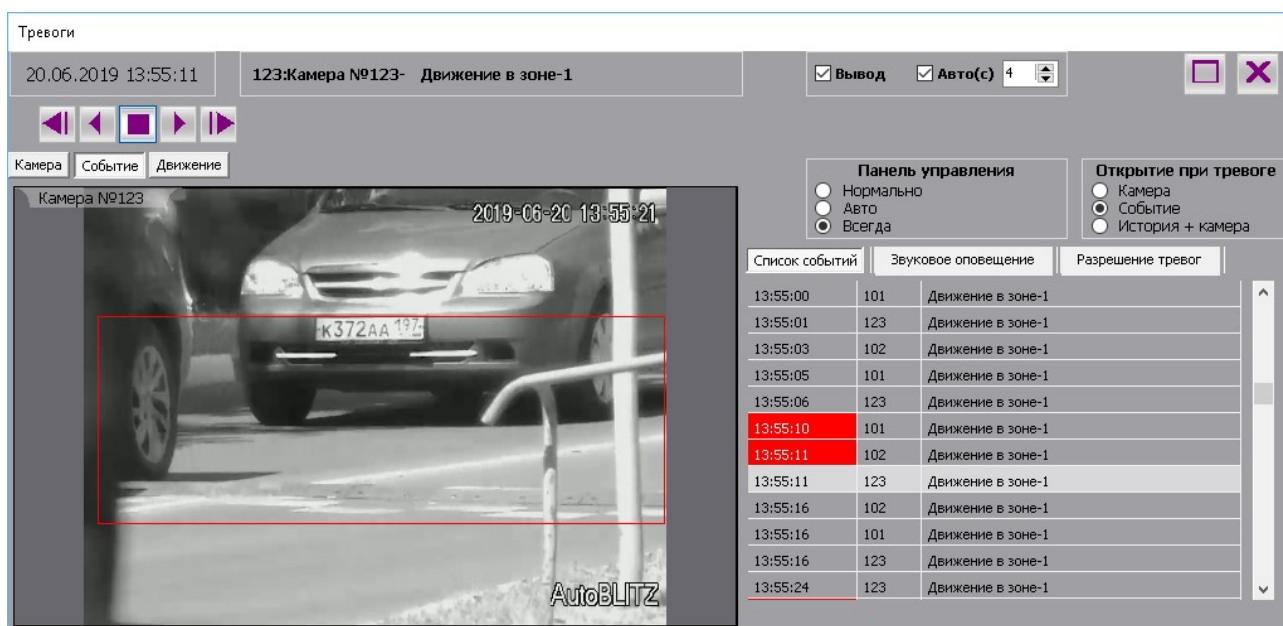 Тревоги
20.06.2019 13:55:11
123:Камера №123- Движение в зоне-1
Вывод
Авто(с) 4
Камера
Событие
Движение
Камера №123
2019-06-20 13:55:21
К372АА 197
AutoBLITZ
Панель управления
Нормально
Авто
Всегда
Открытие при тревоге
Камера
Событие
История + камера
Список событий
Звуковое оповещение
Разрешение тревог
13:55:00 101 Движение в зоне-1
13:55:01 123 Движение в зоне-1
13:55:03 102 Движение в зоне-1
13:55:05 101 Движение в зоне-1
13:55:06 123 Движение в зоне-1
13:55:10 101 Движение в зоне-1
13:55:11 102 Движение в зоне-1
13:55:11 123 Движение в зоне-1
13:55:16 102 Движение в зоне-1
13:55:16 101 Движение в зоне-1
13:55:16 123 Движение в зоне-1
13:55:24 123 Движение в зоне-1